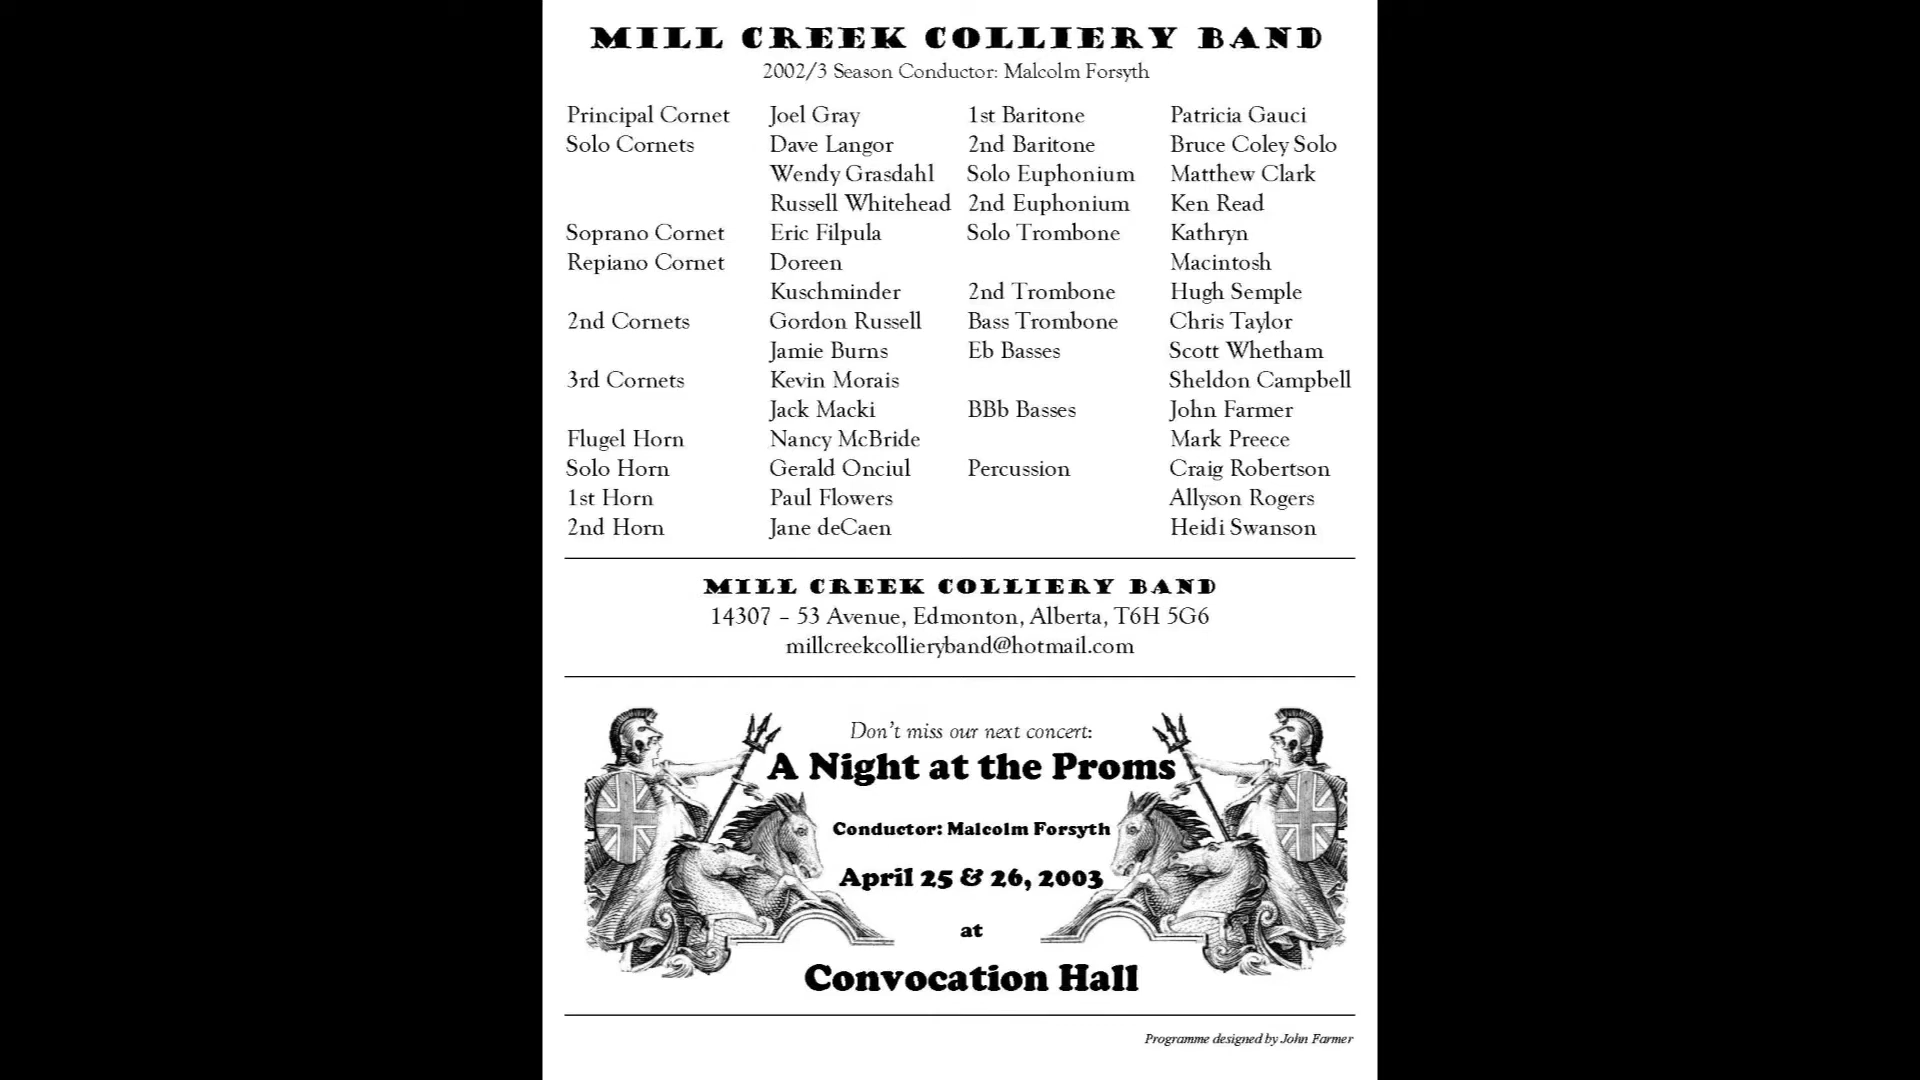 MILL CREEK COLLIERY BAND
2002/3 Season Conductor: Malcolm Forsyth
Principal Cornet Joel Gray 1st Baritone Patricia Gauci
Solo Cornets Dave Langor 2nd Baritone Bruce Coley Solo
Wendy Grasdahl Solo Euphonium Matthew Clark
Russell Whitehead 2nd Euphonium Ken Read
Soprano Cornet Eric Filpula Solo Trombone Kathryn
Repiano Cornet Doreen Macintosh
Kuschminder 2nd Trombone Hugh Semple
2nd Cornets Gordon Russell Bass Trombone Chris Taylor
Jamie Burns Eb Basses Scott Whetham
3rd Cornets Kevin Morais Sheldon Campbell
Jack Macki BBb Basses John Farmer
Flugel Horn Nancy McBride Mark Preece
Solo Horn Gerald Onciul Percussion Craig Robertson
1st Horn Paul Flowers Allyson Rogers
2nd Horn Jane deCaen Heidi Swanson
MILL CREEK COLLIERY BAND
14307 – 53 Avenue, Edmonton, Alberta, T6H 5G6
millcreekcollieryband@hotmail.com
Don't miss our next concert:
A Night at the Proms
Conductor: Malcolm Forsyth
April 25 & 26, 2003
at
Convocation Hall
Programme designed by John Farmer